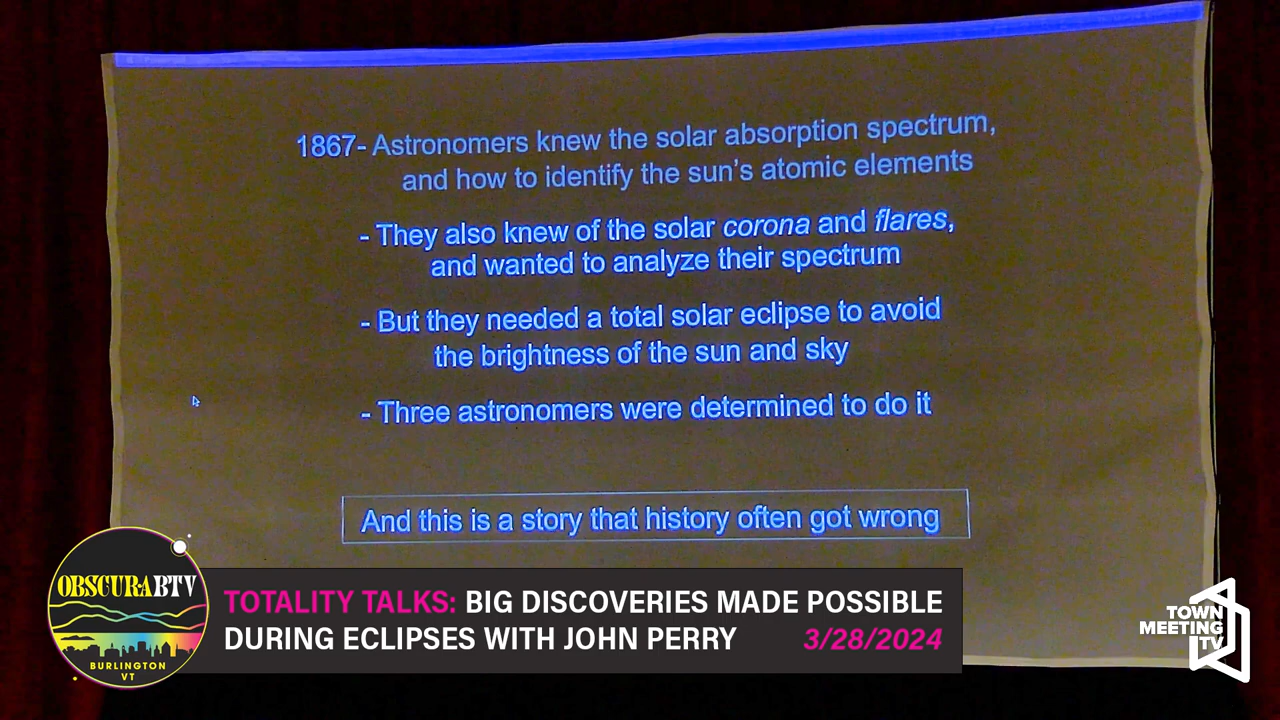 1867- Astronomers knew the solar absorption spectrum,
and how to identify the sun's atomic elements
- They also knew of the solar corona and flares,
and wanted to analyze their spectrum
- But they needed a total solar eclipse to avoid
the brightness of the sun and sky
- Three astronomers were determined to do it
And this is a story that history often got wrong
OBSCURABTV
BURLINGTON
VT
TOTALITY TALKS: BIG DISCOVERIES MADE POSSIBLE
DURING ECLIPSES WITH JOHN PERRY 3/28/2024
TOWN
MEETING
TV